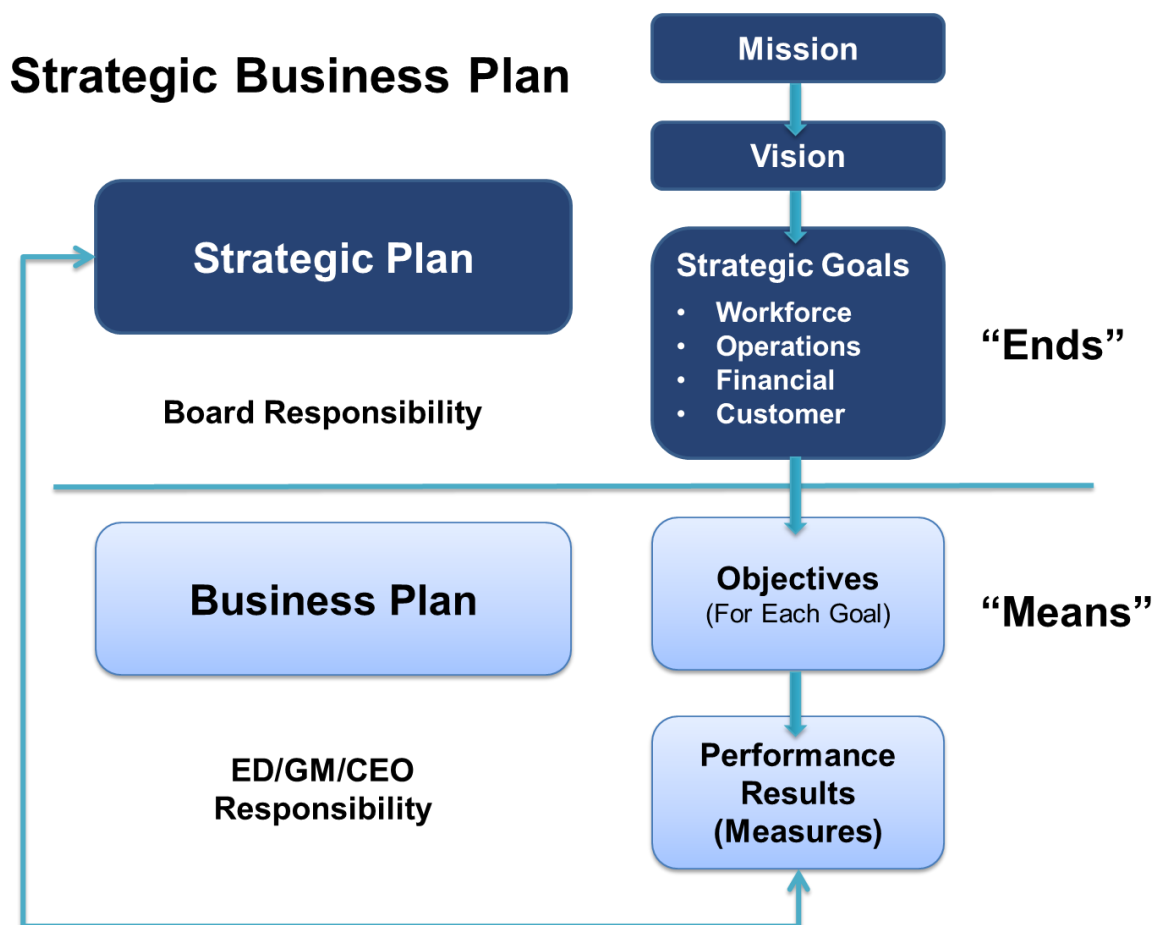 Strategic Business Plan
Mission
Vision
Strategic Plan
Strategic Goals
• Workforce
• Operations
• Financial
• Customer
“Ends”
Board Responsibility
Business Plan
Objectives
(For Each Goal)
“Means”
ED/GM/CEO
Responsibility
Performance
Results
(Measures)